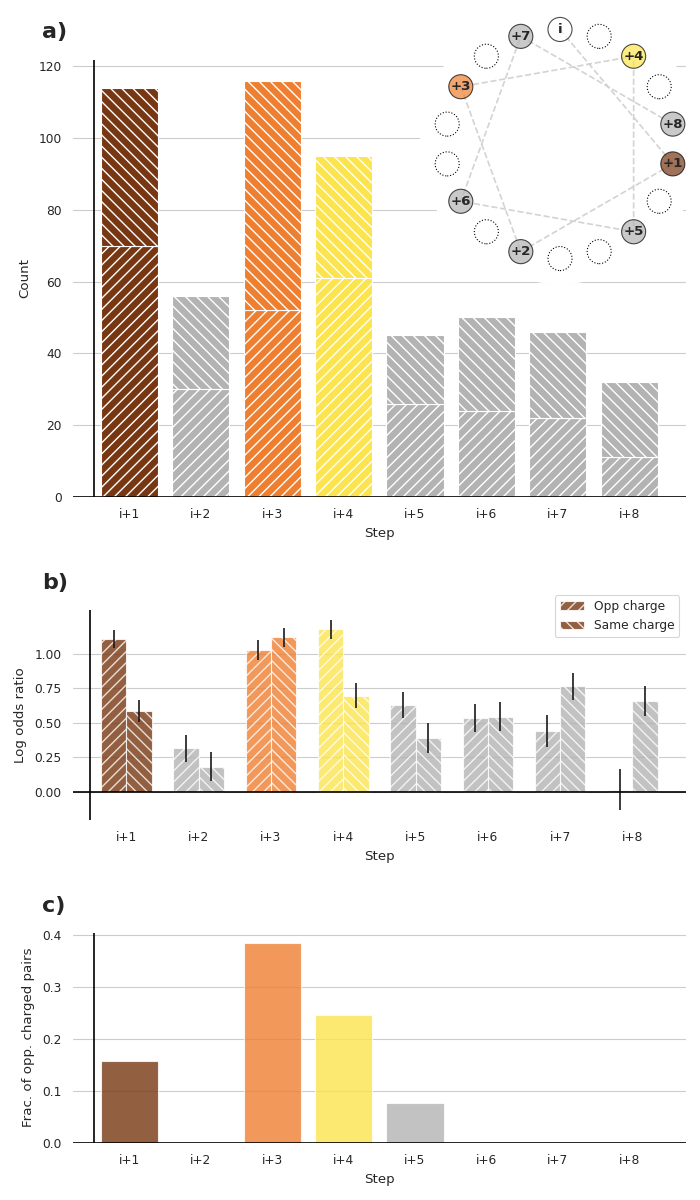 a)
+7 i
+4
+3
+8
+1
+6
+5
+2
120
100
80
60
40
20
0
Count
i+1 i+2 i+3 i+4 i+5 i+6 i+7 i+8
Step
b)
Opp charge
Same charge
1.00
0.75
0.50
0.25
0.00
Log odds ratio
i+1 i+2 i+3 i+4 i+5 i+6 i+7 i+8
Step
c)
0.4
0.3
0.2
0.1
0.0
Frac. of opp. charged pairs
i+1 i+2 i+3 i+4 i+5 i+6 i+7 i+8
Step